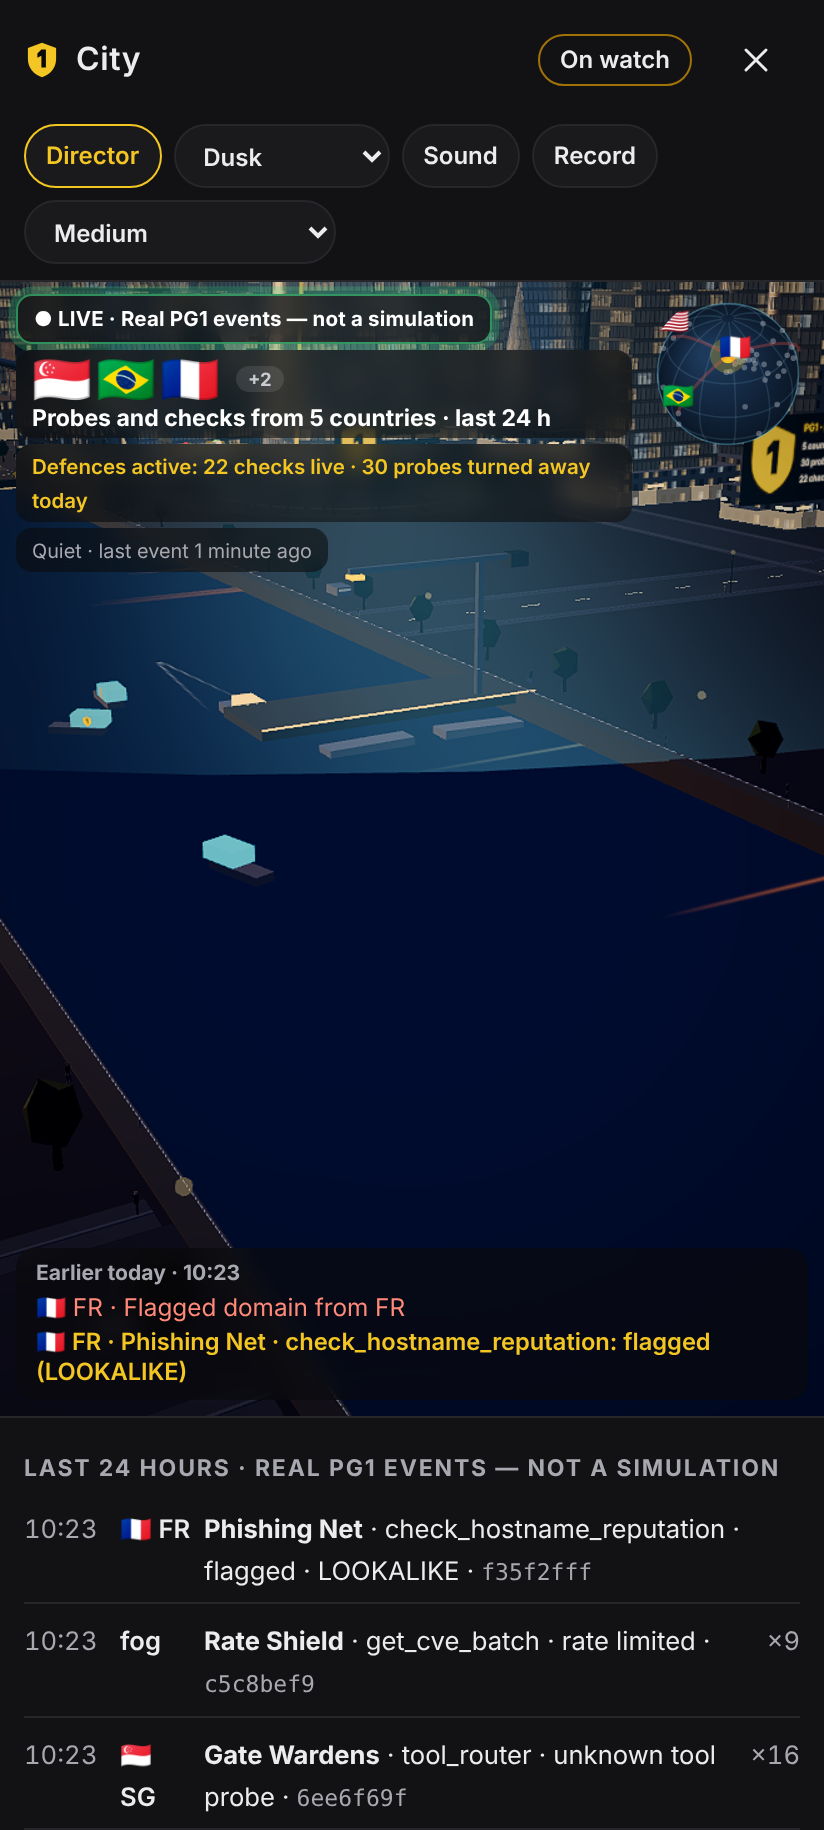 1 City
On watch
Director
Dusk
Sound
Record
Medium
LIVE · Real PG1 events — not a simulation
+2
Probes and checks from 5 countries · last 24 h
Defences active: 22 checks live · 30 probes turned away
today
Quiet · last event 1 minute ago
1
Earlier today · 10:23
FR · Flagged domain from FR
FR · Phishing Net · check_hostname_reputation: flagged
(LOOKALIKE)
LAST 24 HOURS · REAL PG1 EVENTS — NOT A SIMULATION
10:23 FR Phishing Net · check_hostname_reputation ·
flagged · LOOKALIKE · f35f2fff
10:23 fog Rate Shield · get_cve_batch · rate limited · ×9
c5c8bef9
10:23 Gate Wardens · tool_router · unknown tool ×16
SG probe · 6ee6f69f